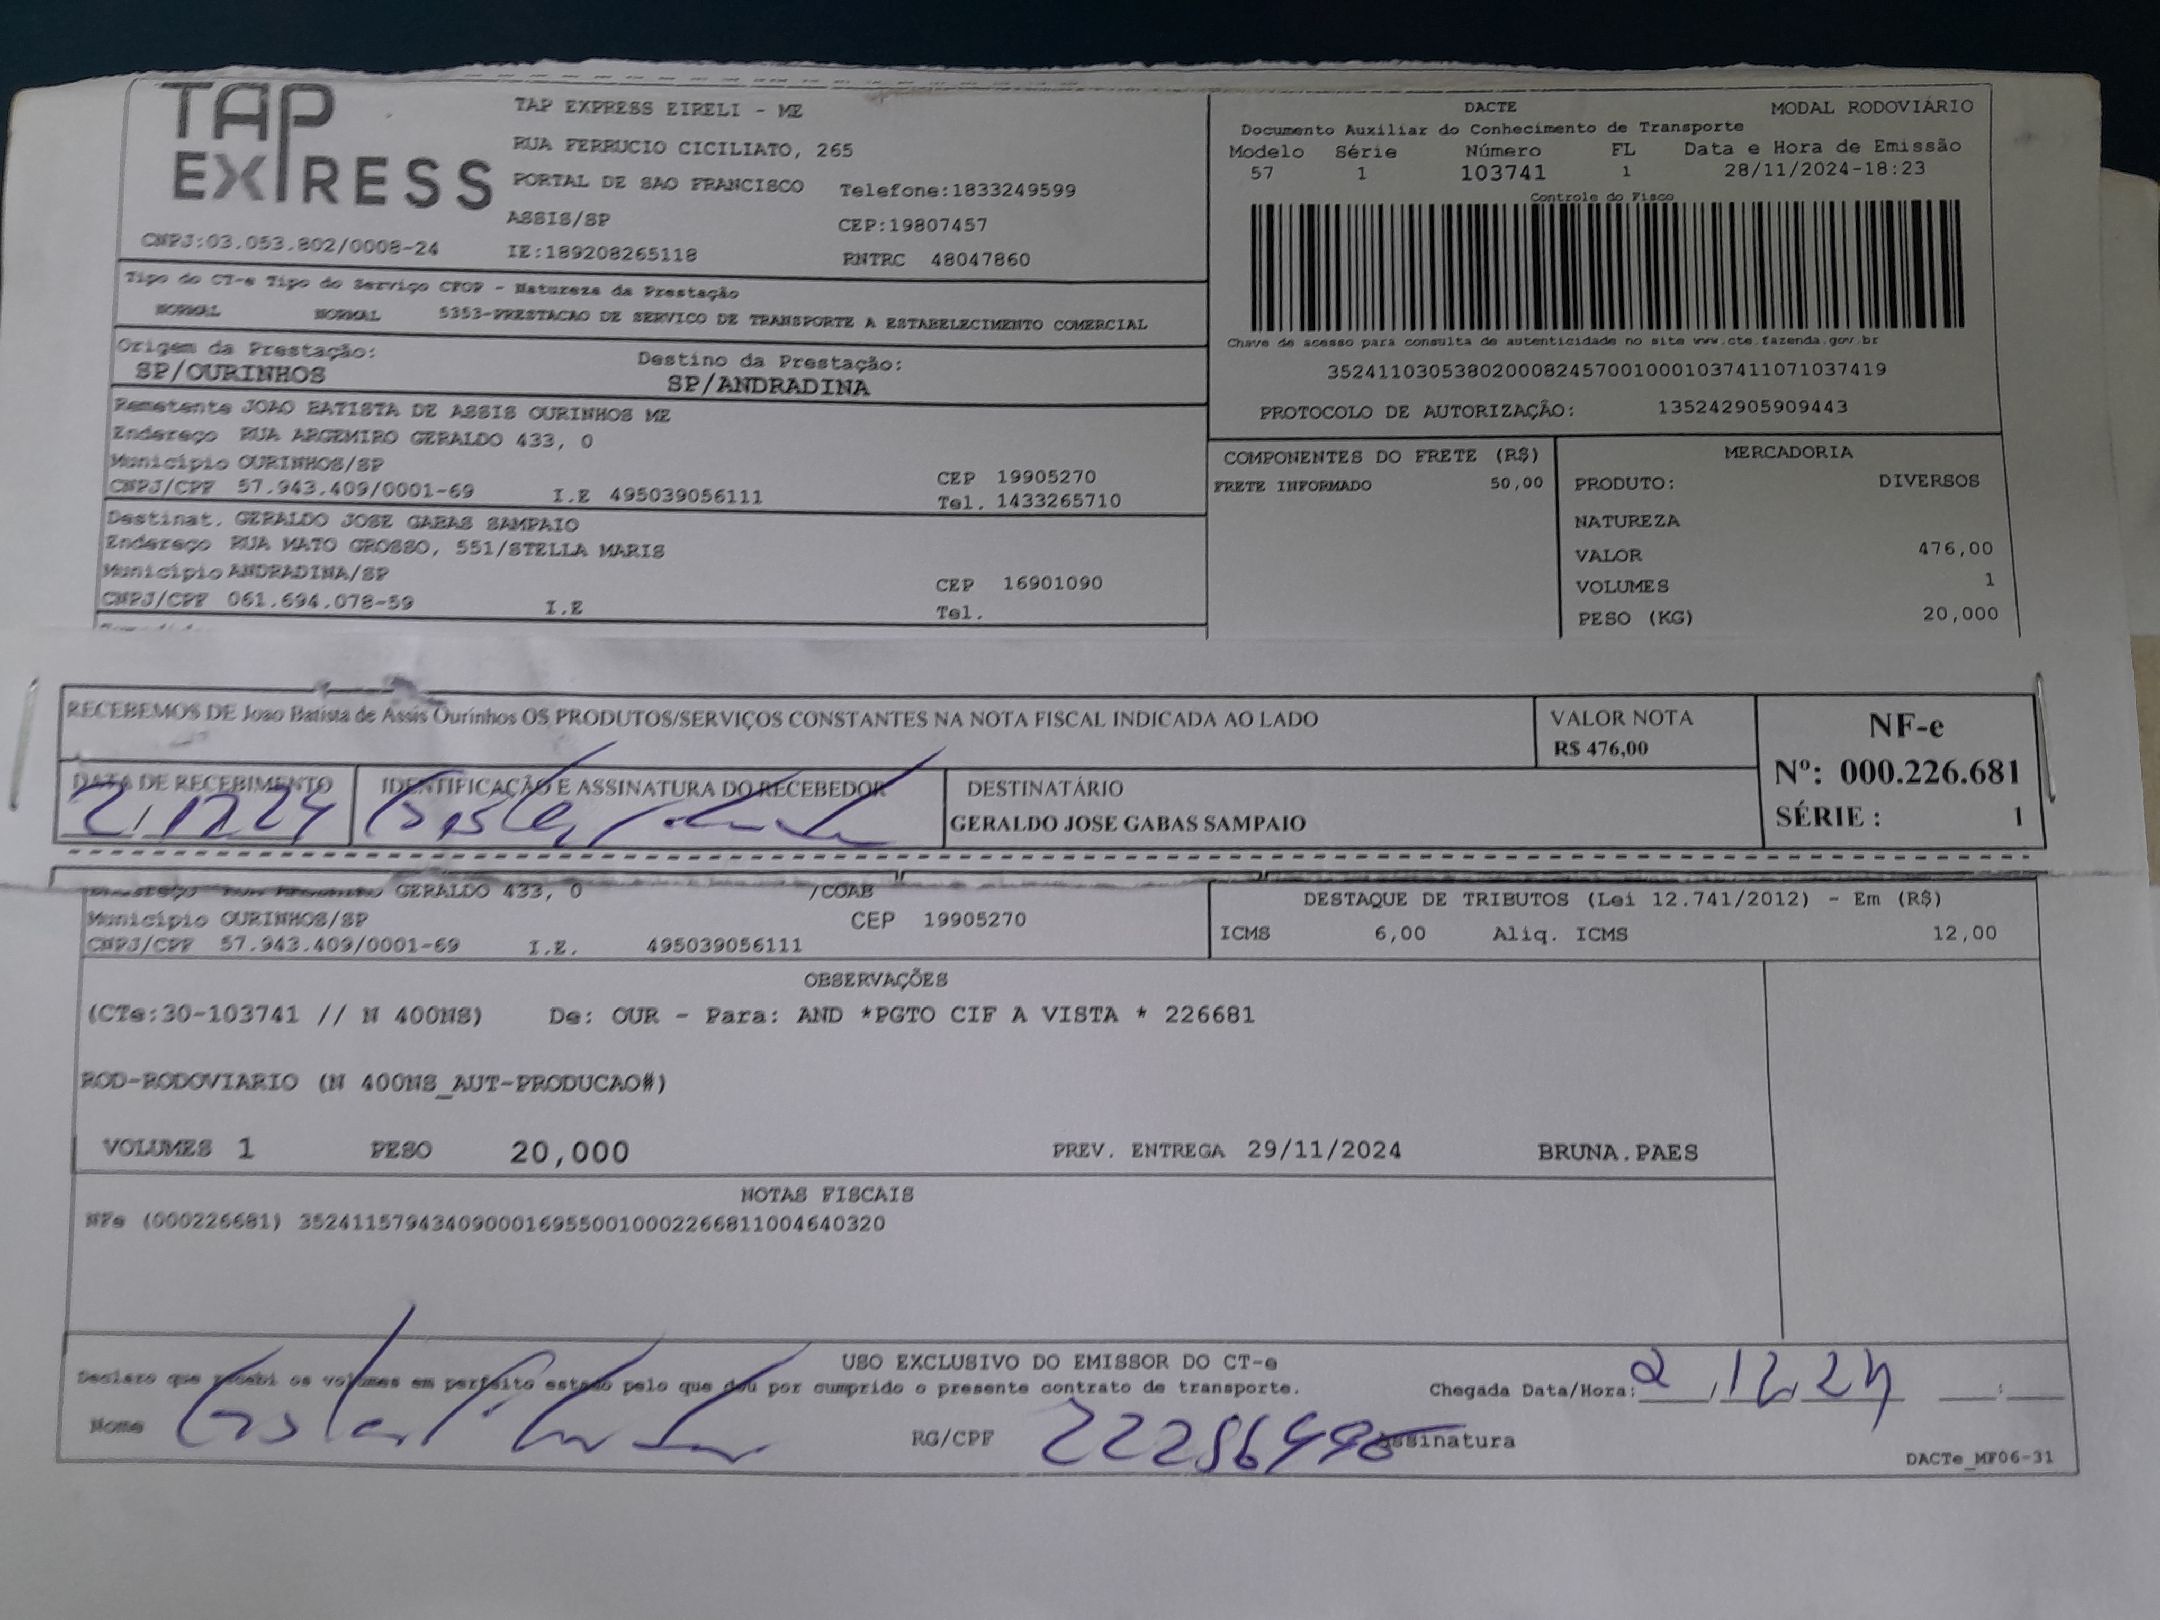 TAP
EXPRESS
TAP EXPRESS EIRELI - ME
RUA FERRUCIO CICILIATO, 265
PORTAL DE SAO FRANCISCO Telefone:1833249599
ASSIS/SP CEP:19807457
CNPJ:03.053.802/0008-24 IE:189208265118 RNTRC 48047860
DACTE MODAL RODOVIÁRIO
Documento Auxiliar do Conhecimento de Transporte
Modelo Série Número FL Data e Hora de Emissão
57 1 103741 1 28/11/2024-18:23
Controle do Fisco
Chave de acesso para consulta de autenticidade no site www.cte.fazenda.gov.br
35241103053802000824570010001037411071037419
PROTOCOLO DE AUTORIZAÇÃO: 135242905909443
Tipo do CT-e Tipo do Serviço CFOP - Natureza da Prestação
NORMAL NORMAL 5353-PRESTACAO DE SERVICO DE TRANSPORTE A ESTABELECIMENTO COMERCIAL
Origem da Prestação: Destino da Prestação:
SP/OURINHOS SP/ANDRADINA
Remetente JOAO BATISTA DE ASSIS OURINHOS ME
Endereço RUA ARGEMIRO GERALDO 433, 0
Município OURINHOS/SP CEP 19905270
CNPJ/CPF 57.943.409/0001-69 I.E 495039056111 Tel. 1433265710
Destinat. GERALDO JOSE GABAS SAMPAIO
Endereço RUA MATO GROSSO, 551/STELLA MARIS
Município ANDRADINA/SP CEP 16901090
CNPJ/CPF 061.694.078-59 I.E Tel.
COMPONENTES DO FRETE (R$)
FRETE INFORMADO 50,00
MERCADORIA
PRODUTO: DIVERSOS
NATUREZA
VALOR 476,00
VOLUMES 1
PESO (KG) 20,000
RECEBEMOS DE Joao Batista de Assis Ourinhos OS PRODUTOS/SERVIÇOS CONSTANTES NA NOTA FISCAL INDICADA AO LADO
VALOR NOTA
R$ 476,00
NF-e
Nº: 000.226.681
SÉRIE : 1
DATA DE RECEBIMENTO
2/12 24
IDENTIFICAÇÃO E ASSINATURA DO RECEBEDOR
DESTINATÁRIO
GERALDO JOSE GABAS SAMPAIO
GERALDO 433, 0 /COAB
Município OURINHOS/SP CEP 19905270
CNPJ/CPF 57.943.409/0001-69 I.E. 495039056111
DESTAQUE DE TRIBUTOS (Lei 12.741/2012) - Em (R$)
ICMS 6,00 Aliq. ICMS 12,00
OBSERVAÇÕES
(CTe:30-103741 // N 400NS) De: OUR - Para: AND *PGTO CIF A VISTA * 226681
ROD-RODOVIARIO (N 400NS_AUT-PRODUCAO#)
VOLUMES 1 PESO 20,000 PREV. ENTREGA 29/11/2024 BRUNA.PAES
NOTAS FISCAIS
NFe (000226681) 35241157943409000169550010002266811004640320
USO EXCLUSIVO DO EMISSOR DO CT-e
Declaro que recebi os volumes em perfeito estado pelo que dou por cumprido o presente contrato de transporte.
Chegada Data/Hora: 2/12/24 :
Nome RG/CPF Assinatura
DACTe_MF06-31